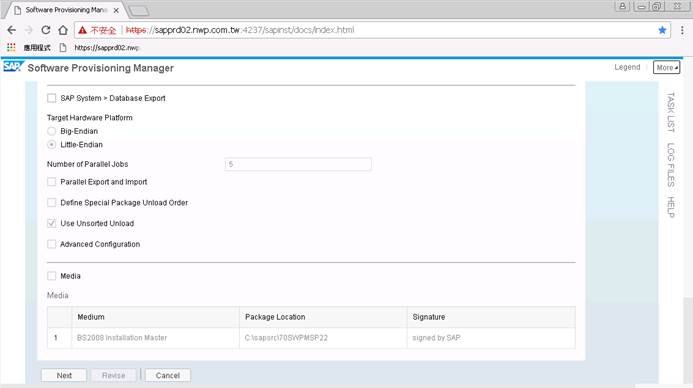 Software Provisioning Mana
不安全 https://sapprd02.nwp.com.tw:4237/sapinst/docs/index.html
應用程式 https://sapprd02.nwp.
SAP Software Provisioning Manager Legend More
SAP System > Database Export
Target Hardware Platform
Big-Endian
Little-Endian
Number of Parallel Jobs 5
Parallel Export and Import
Define Special Package Unload Order
Use Unsorted Unload
Advanced Configuration
Media
Media
Medium Package Location Signature
1 BS2008 Installation Master C:\sapsrc\70SWPMSP22 signed by SAP
Next Revise Cancel
TASK LIST
LOG FILES
HELP